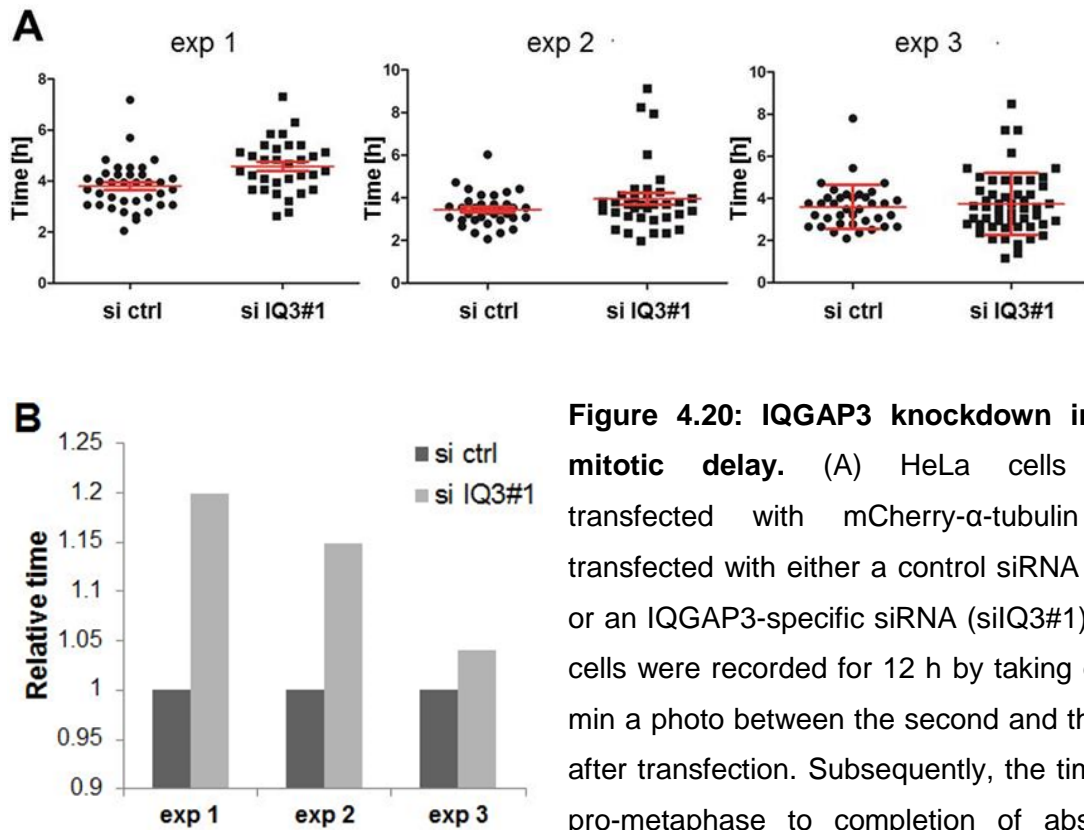 A
exp 1
exp 2
exp 3
Time [h]
8
6
4
2
0
si ctrl
si IQ3#1
Time [h]
10
8
6
4
2
0
si ctrl
si IQ3#1
Time [h]
10
8
6
4
2
0
si ctrl
si IQ3#1
B
Relative time
1.25
1.2
1.15
1.1
1.05
1
0.95
0.9
si ctrl
si IQ3#1
exp 1
exp 2
exp 3
Figure 4.20: IQGAP3 knockdown
mitotic delay. (A) HeLa cells
transfected with mCherry-α-tubulin
transfected with either a control siRNA
or an IQGAP3-specific siRNA (siIQ3#1)
cells were recorded for 12 h by taking
min a photo between the second and
after transfection. Subsequently, the
pro-metaphase to completion of